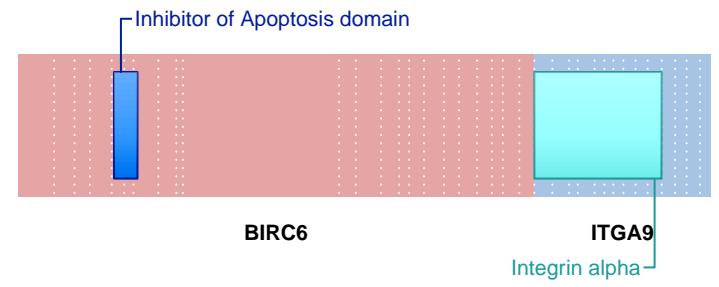 Inhibitor of Apoptosis domain
BIRC6
ITGA9
Integrin alpha